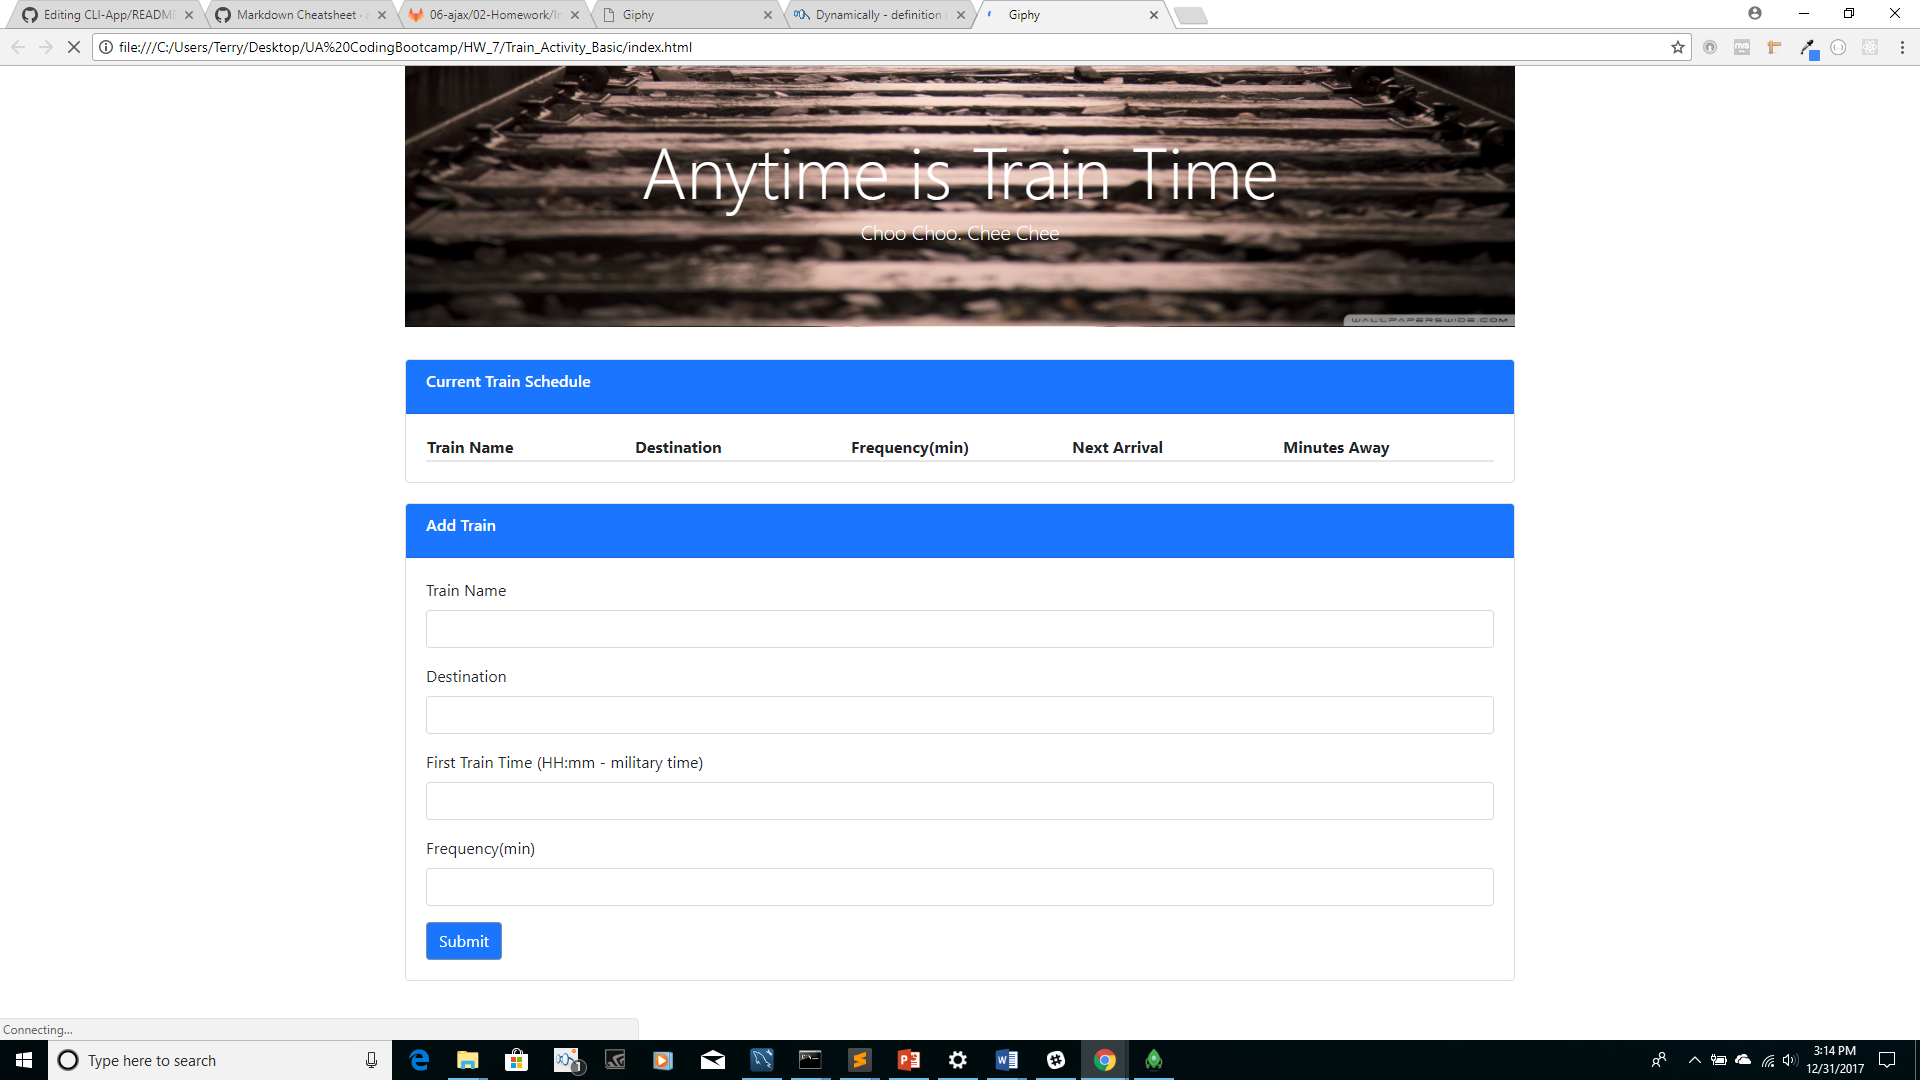 Editing CLI-App/README
Markdown Cheatsheet
06-ajax/02-Homework/In
Giphy
Dynamically - definition
Giphy
file:///C:/Users/Terry/Desktop/UA%20CodingBootcamp/HW_7/Train_Activity_Basic/index.html
Anytime is Train Time
Choo Choo. Chee Chee
WALLPAPERSWIDE.COM
Current Train Schedule
Train Name Destination Frequency(min) Next Arrival Minutes Away
Add Train
Train Name
Destination
First Train Time (HH:mm - military time)
Frequency(min)
Submit
Connecting...
Type here to search
1
3:14 PM
12/31/2017